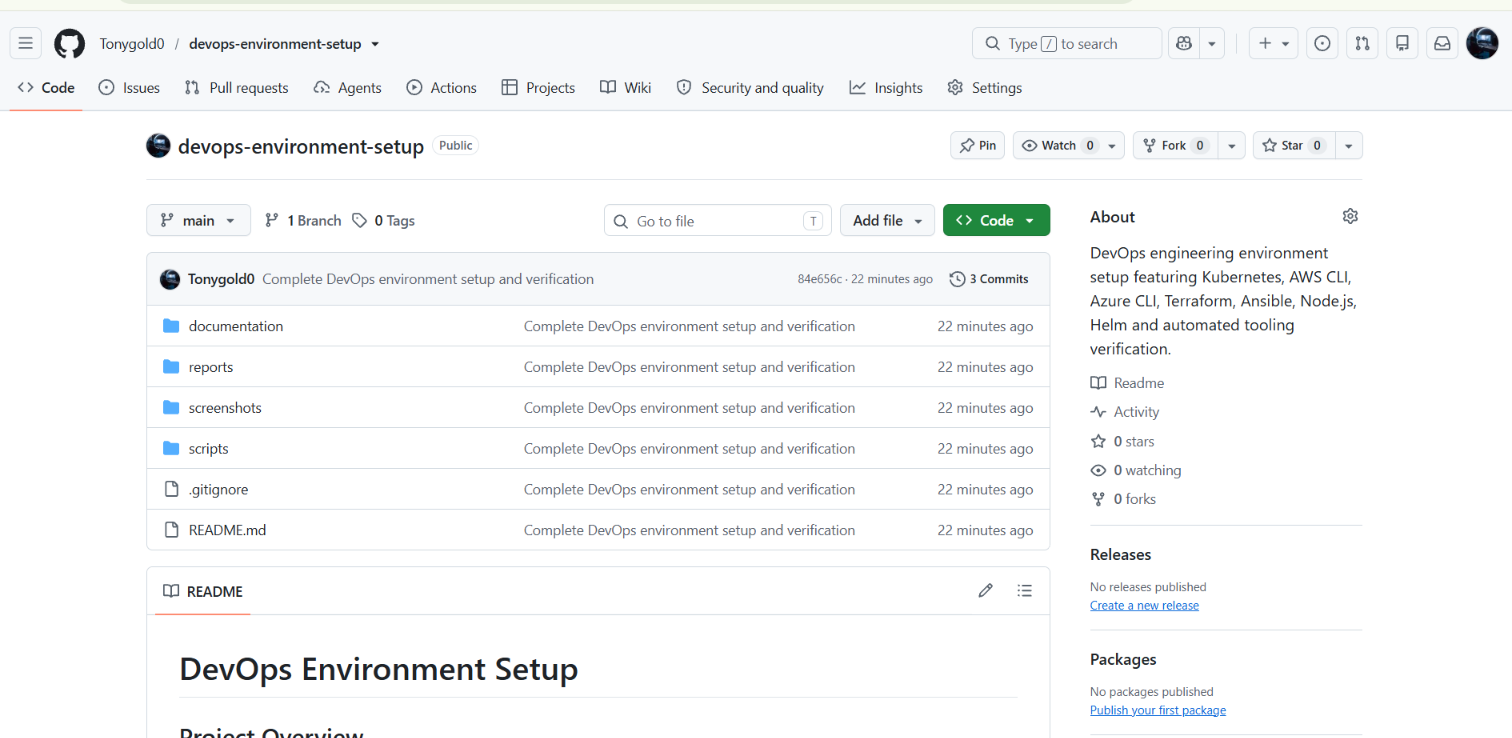 Tonygold0 / devops-environment-setup
Type / to search
Code Issues Pull requests Agents Actions Projects Wiki Security and quality Insights Settings
devops-environment-setup Public
Pin Watch 0 Fork 0 Star 0
main 1 Branch 0 Tags Go to file T Add file Code
Tonygold0 Complete DevOps environment setup and verification 84e656c · 22 minutes ago 3 Commits
documentation Complete DevOps environment setup and verification 22 minutes ago
reports Complete DevOps environment setup and verification 22 minutes ago
screenshots Complete DevOps environment setup and verification 22 minutes ago
scripts Complete DevOps environment setup and verification 22 minutes ago
.gitignore Complete DevOps environment setup and verification 22 minutes ago
README.md Complete DevOps environment setup and verification 22 minutes ago
README
DevOps Environment Setup
Project Overview
About
DevOps engineering environment
setup featuring Kubernetes, AWS CLI,
Azure CLI, Terraform, Ansible, Node.js,
Helm and automated tooling
verification.
Readme
Activity
0 stars
0 watching
0 forks
Releases
No releases published
Create a new release
Packages
No packages published
Publish your first package